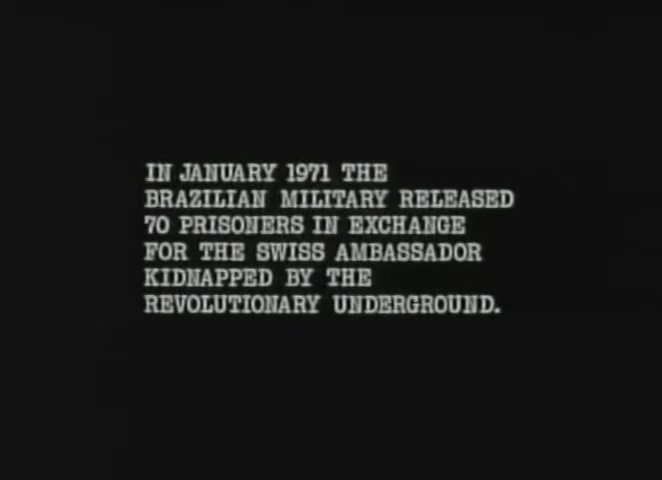 IN JANUARY 1971 THE
BRAZILIAN MILITARY RELEASED
70 PRISONERS IN EXCHANGE
FOR THE SWISS AMBASSADOR
KIDNAPPED BY THE
REVOLUTIONARY UNDERGROUND.